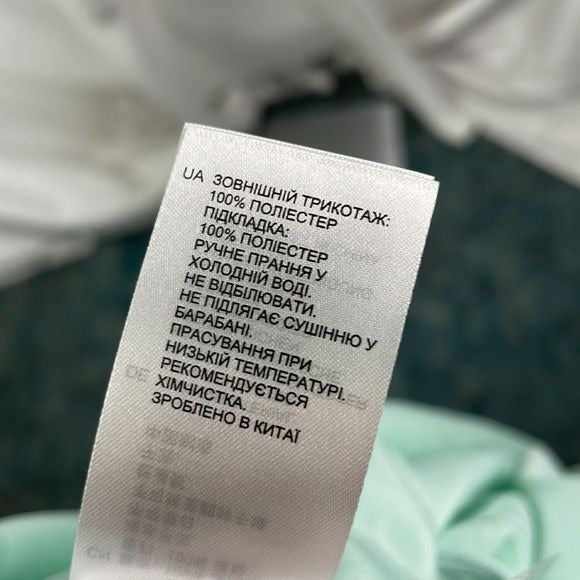 UA ЗОВНІШНІЙ ТРИКОТАЖ:
100% ПОЛІЕСТЕР
ПІДКЛАДКА:
100% ПОЛІЕСТЕР
РУЧНЕ ПРАННЯ У
ХОЛОДНІЙ ВОДІ.
НЕ ВІДБІЛЮВАТИ.
НЕ ПІДЛЯГАЄ СУШІННЮ У
БАРАБАНІ.
ПРАСУВАННЯ ПРИ
НИЗЬКІЙ ТЕМПЕРАТУРІ.
РЕКОМЕНДУЄТЬСЯ
ХІМЧИСТКА.
ЗРОБЛЕНО В КИТАЇ